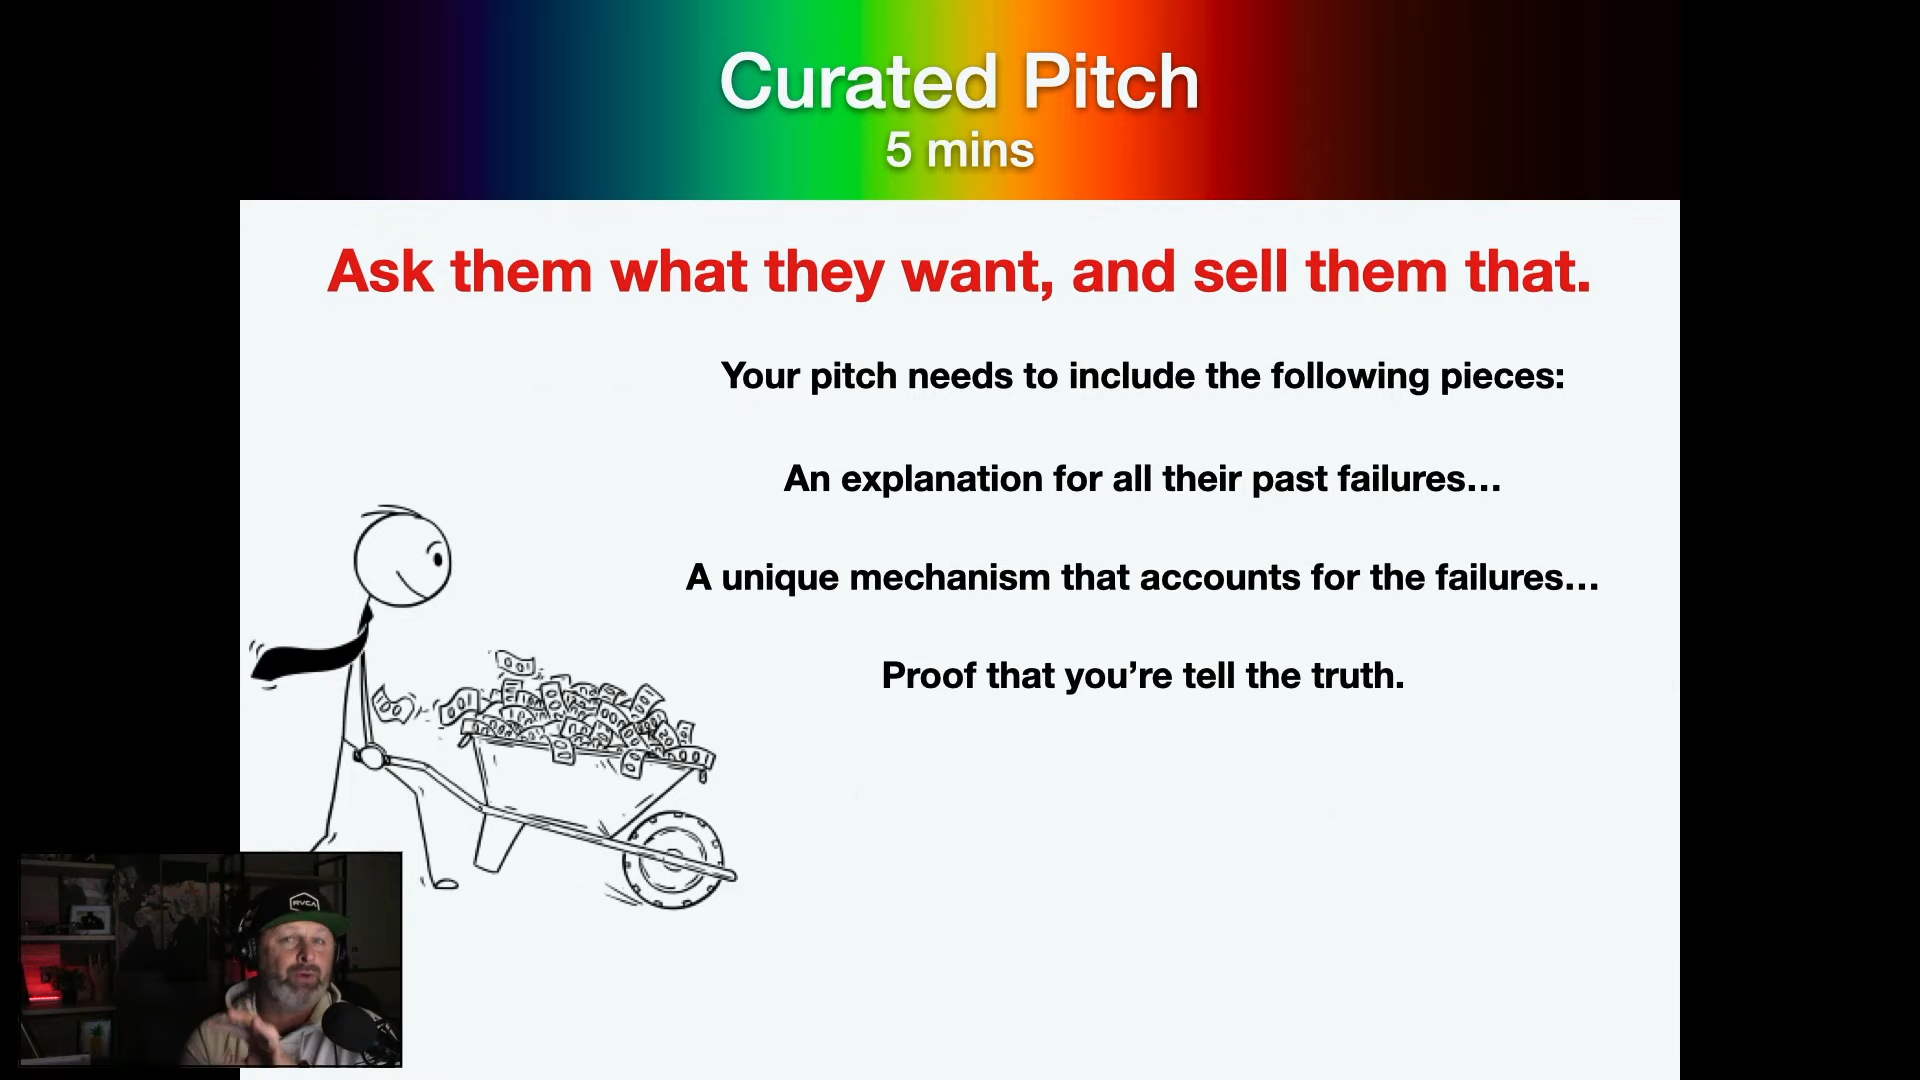 Curated Pitch
5 mins
Ask them what they want, and sell them that.
Your pitch needs to include the following pieces:
An explanation for all their past failures…
A unique mechanism that accounts for the failures…
Proof that you’re tell the truth.
RVCA